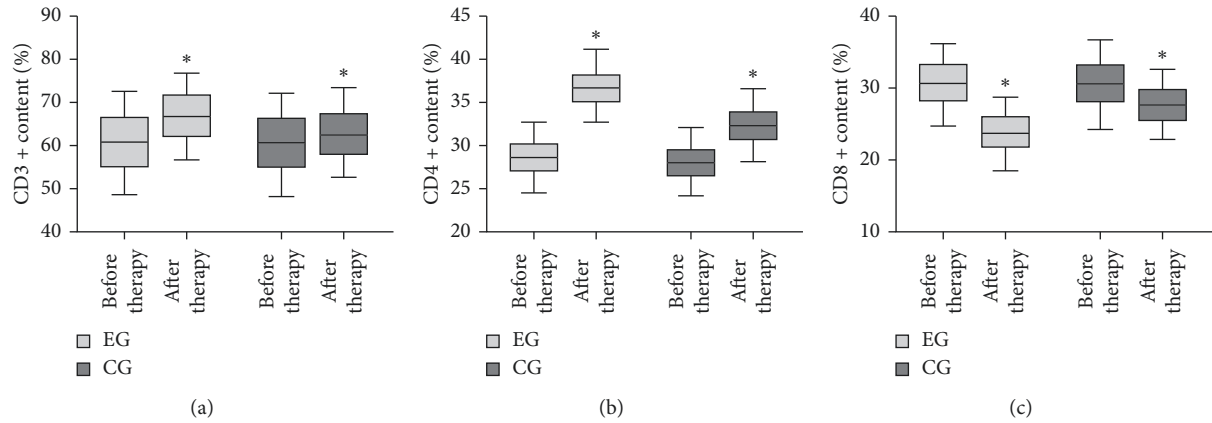 CD3 + content (%)
90
80
70
60
50
40
*
*
Before therapy
After therapy
Before therapy
After therapy
EG
CG
(a)
CD4 + content (%)
45
40
35
30
25
20
*
*
Before therapy
After therapy
Before therapy
After therapy
EG
CG
(b)
CD8 + content (%)
40
30
20
10
*
*
Before therapy
After therapy
Before therapy
After therapy
EG
CG
(c)